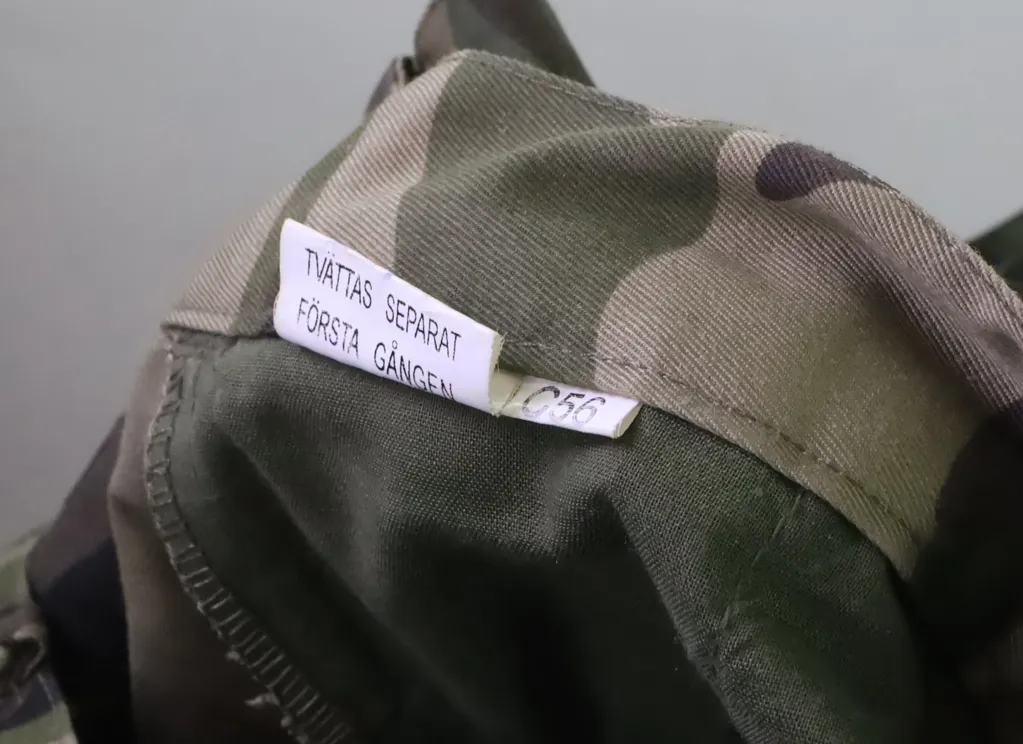 TVÄTTAS SEPARAT
FÖRSTA GÅNGEN
C56